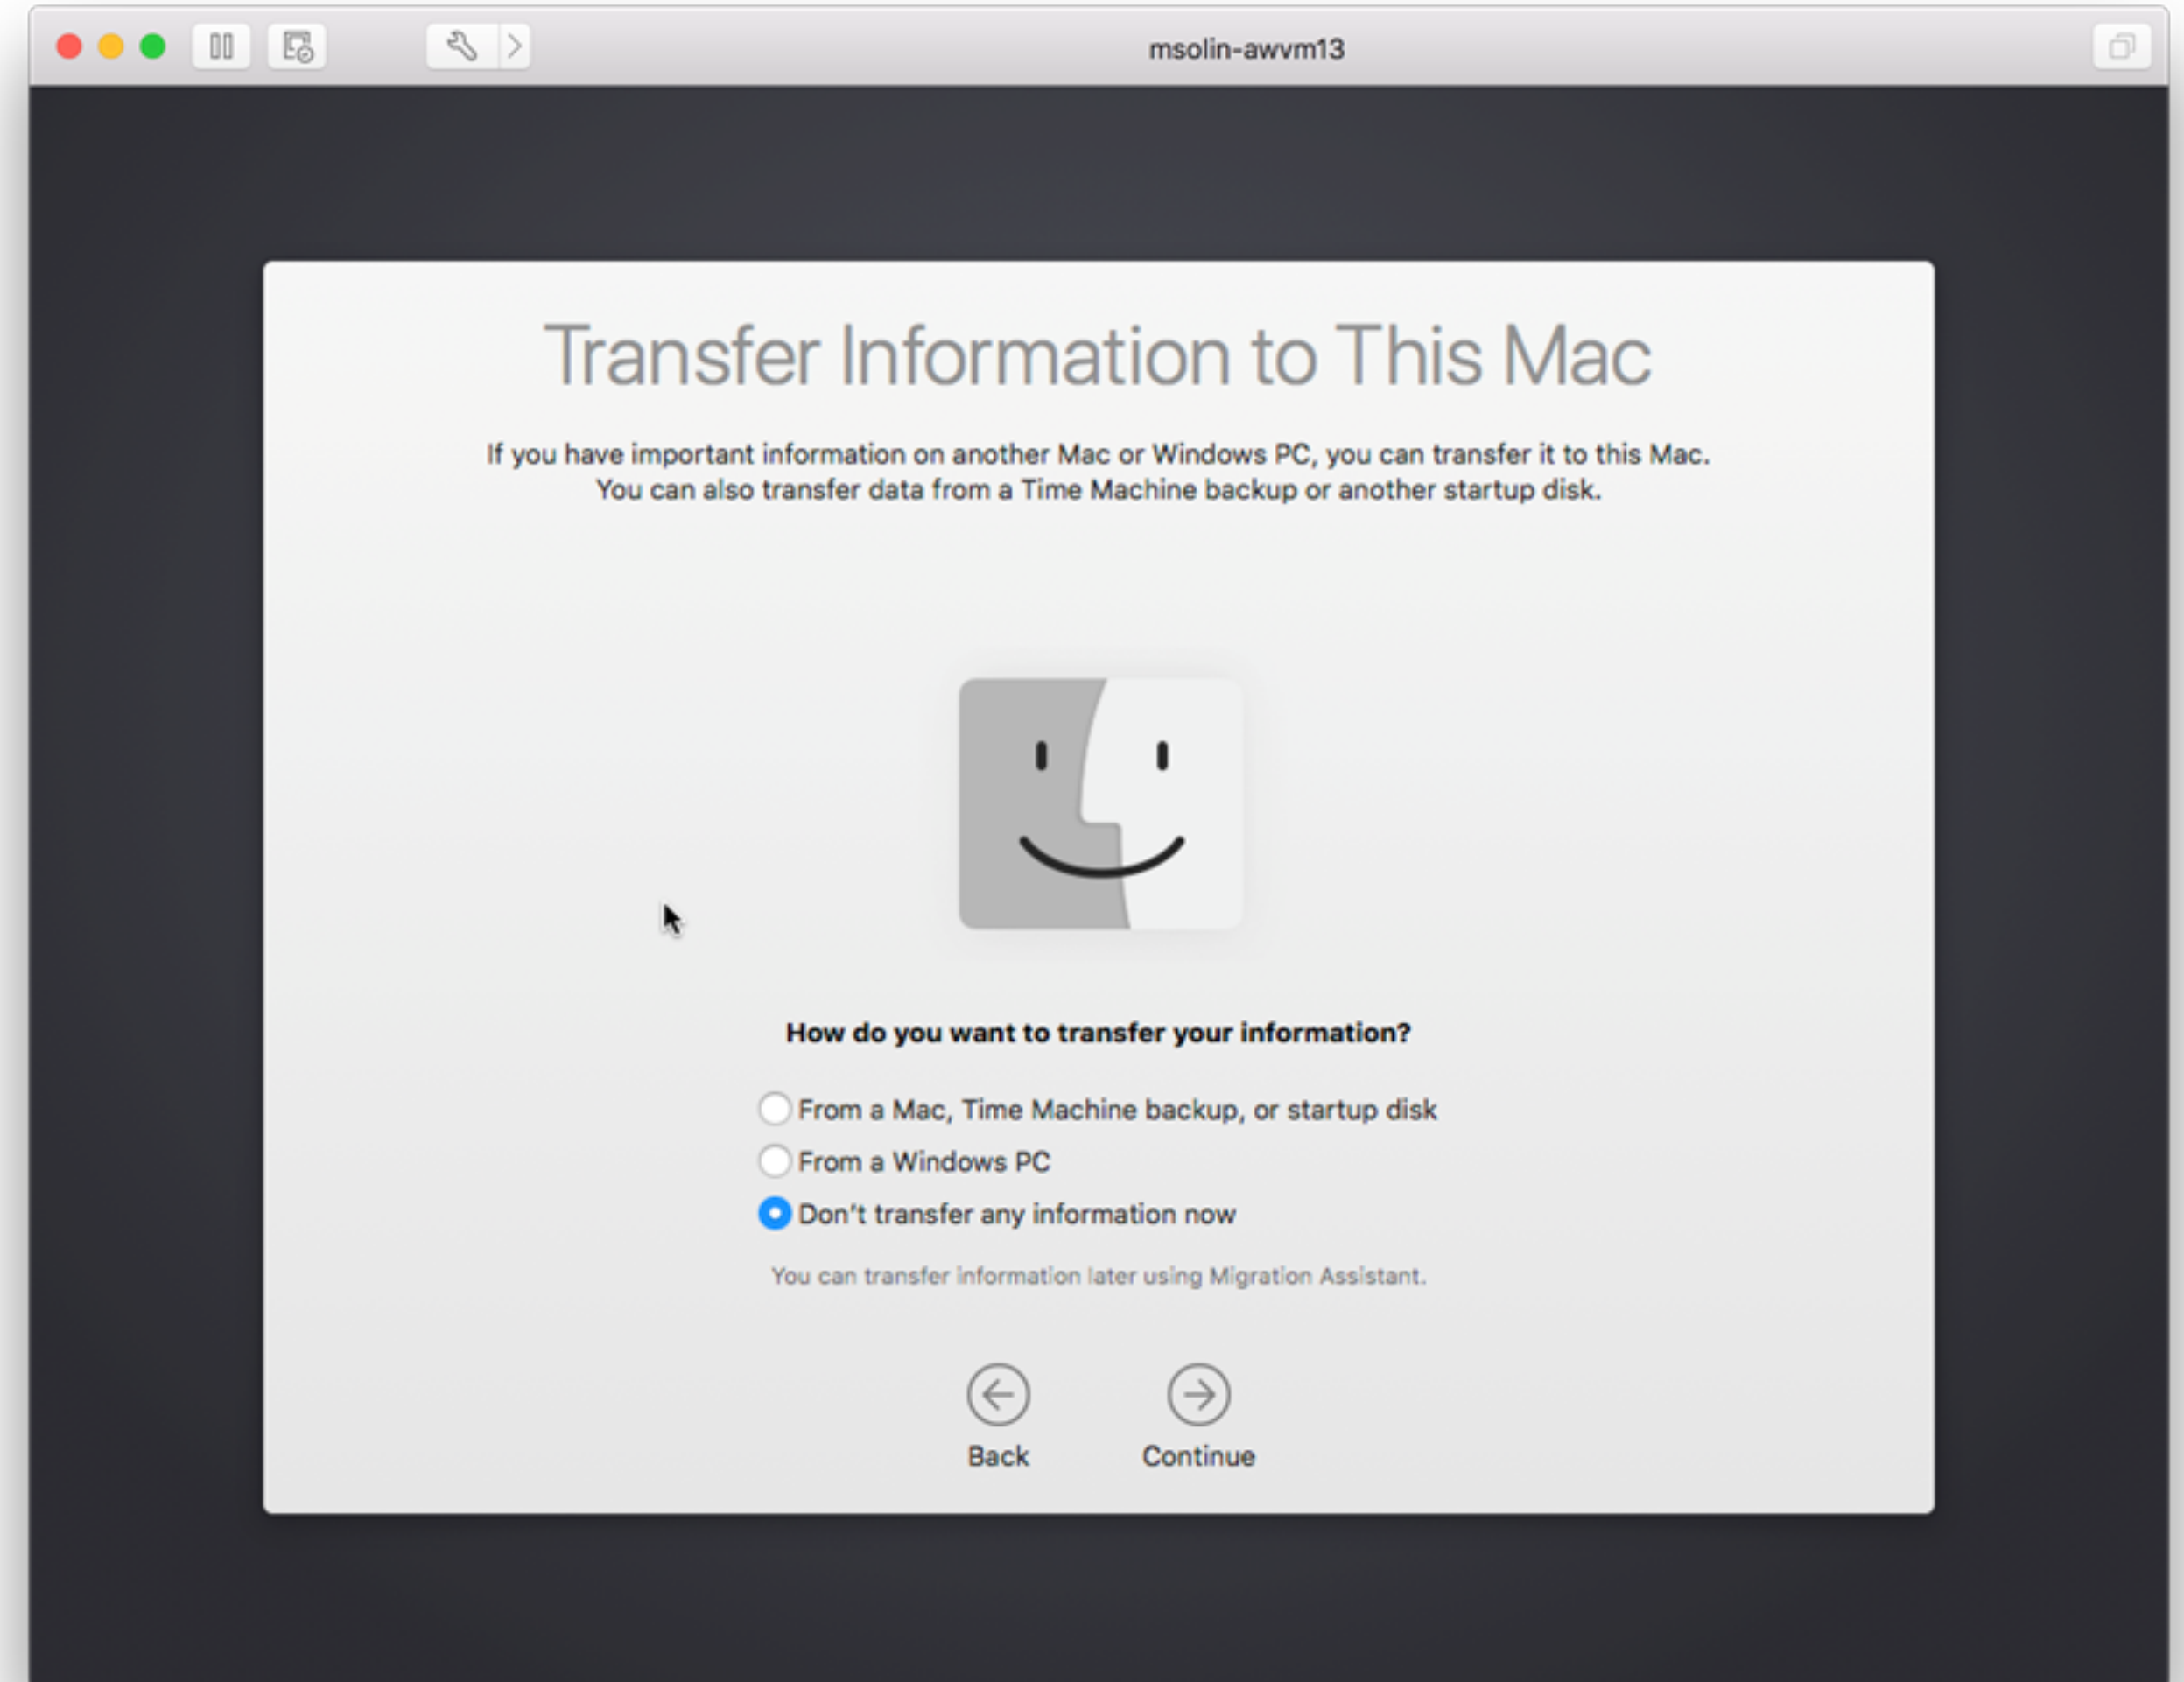 msolin-awvm13
Transfer Information to This Mac
If you have important information on another Mac or Windows PC, you can transfer it to this Mac.
You can also transfer data from a Time Machine backup or another startup disk.
How do you want to transfer your information?
From a Mac, Time Machine backup, or startup disk
From a Windows PC
Don't transfer any information now
You can transfer information later using Migration Assistant.
Back
Continue